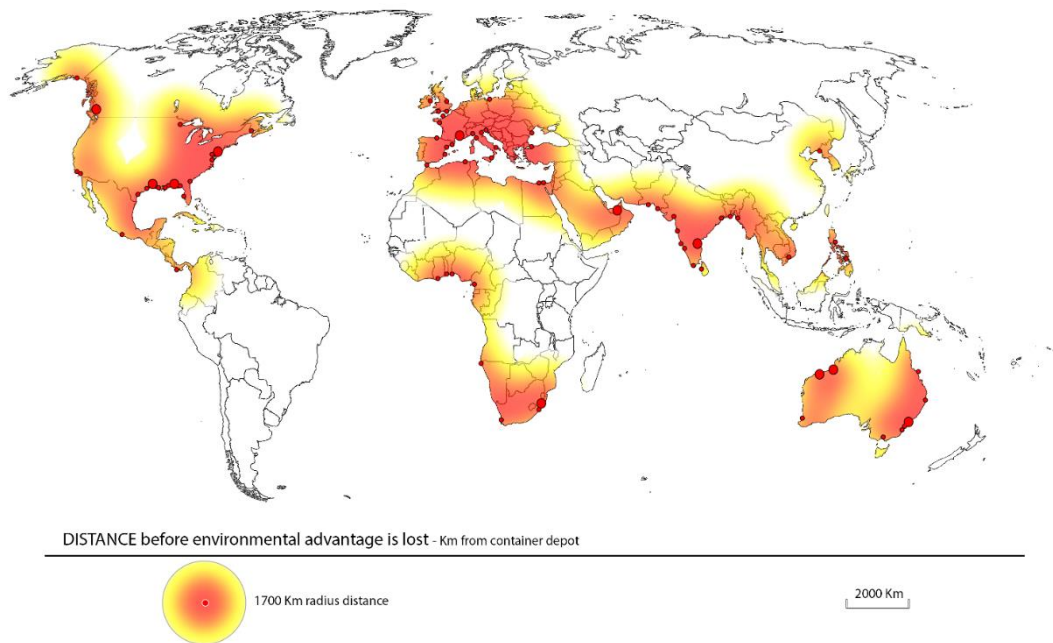 DISTANCE before environmental advantage is lost - Km from container depot
1700 Km radius distance
2000 Km